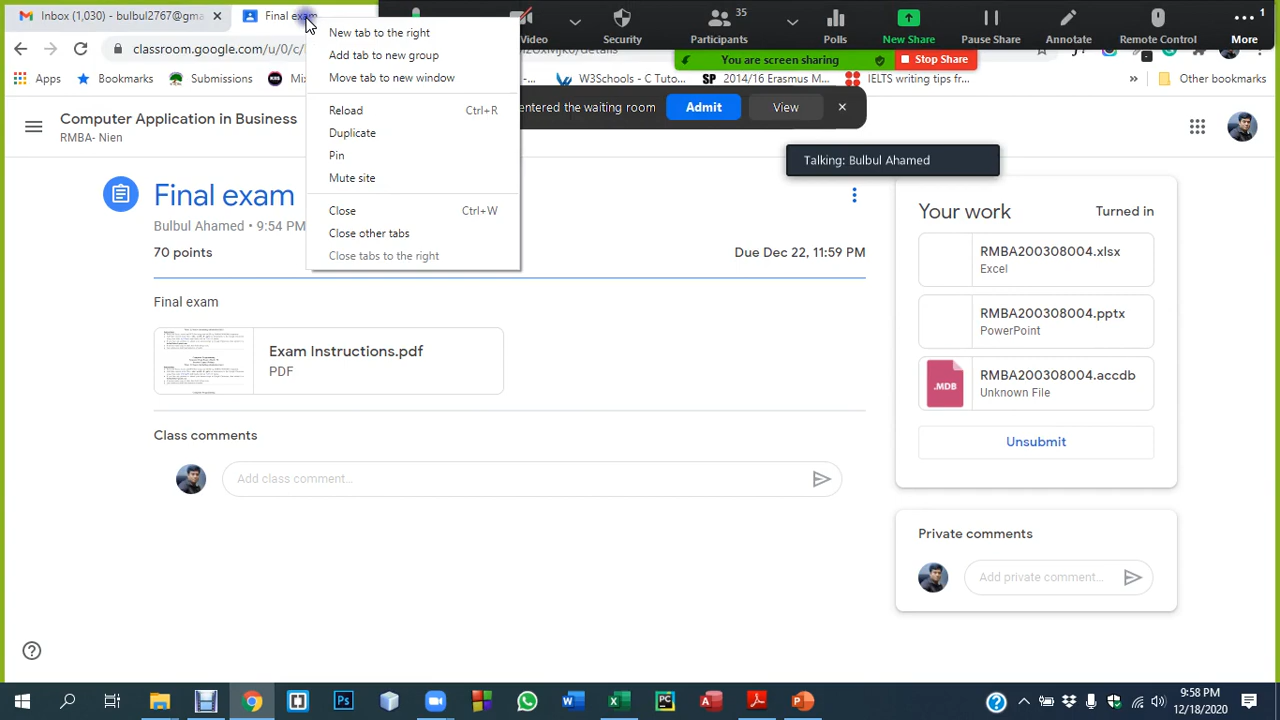 Inbox (1,030) - bulbul2767@gma
Final exam
New tab to the right
Add tab to new group
Move tab to new window
Reload Ctrl+R
Duplicate
Pin
Mute site
Close Ctrl+W
Close other tabs
Close tabs to the right
Video
Security
35
Participants
Polls
New Share
Pause Share
Annotate
Remote Control
1
More
You are screen sharing
Stop Share
classroom.google.com/u/0/c/
/details
Apps
Bookmarks
Submissions
W3Schools - C Tuto...
SP 2014/16 Erasmus M...
IELTS writing tips fr...
Other bookmarks
entered the waiting room
Admit
View
Talking: Bulbul Ahamed
Computer Application in Business
RMBA- Nien
Final exam
Bulbul Ahamed • 9:54 PM
70 points
Due Dec 22, 11:59 PM
Final exam
Exam Instructions.pdf
PDF
Class comments
Add class comment...
Your work
Turned in
RMBA200308004.xlsx
Excel
RMBA200308004.pptx
PowerPoint
.MDB
RMBA200308004.accdb
Unknown File
Unsubmit
Private comments
Add private comment...
Ps
PC
9:58 PM
12/18/2020